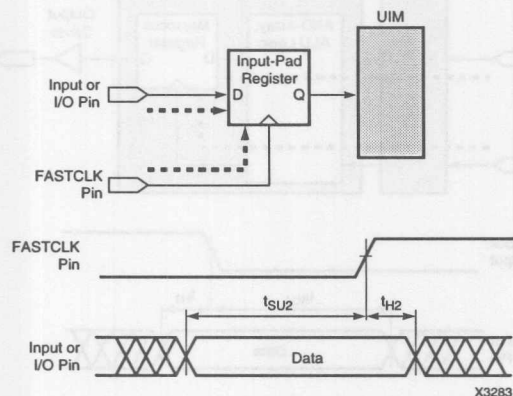 UIM
Input-Pad
Register
Input or
I/O Pin
D
Q
FASTCLK
Pin
FASTCLK
Pin
tSU2
tH2
Input or
I/O Pin
Data
X3283